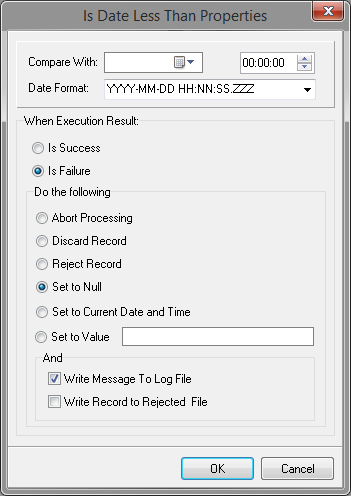 Is Date Less Than Properties
Compare With: 00:00:00
Date Format: YYYY-MM-DD HH:NN:SS.ZZZ
When Execution Result:
Is Success
Is Failure
Do the following
Abort Processing
Discard Record
Reject Record
Set to Null
Set to Current Date and Time
Set to Value
And
Write Message To Log File
Write Record to Rejected File
OK Cancel